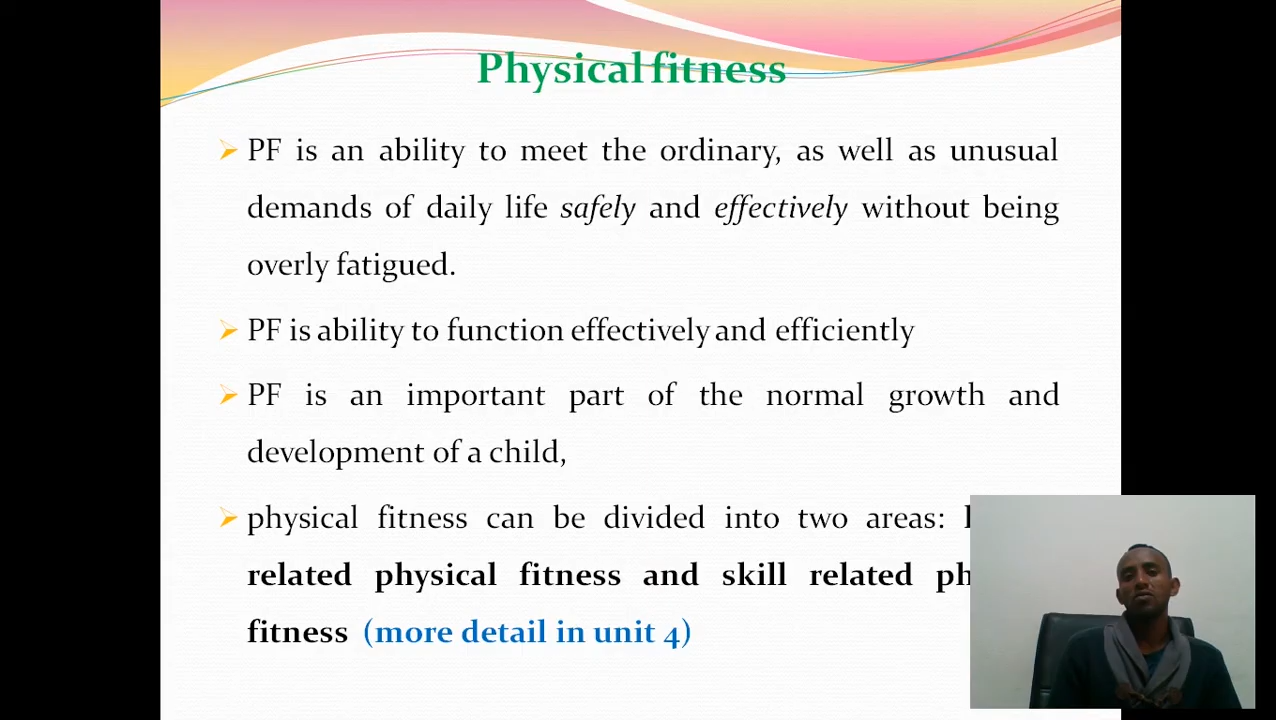 Physical fitness
PF is an ability to meet the ordinary, as well as unusual
demands of daily life safely and effectively without being
overly fatigued.
PF is ability to function effectively and efficiently
PF is an important part of the normal growth and
development of a child,
physical fitness can be divided into two areas:
related physical fitness and skill related
fitness (more detail in unit 4)